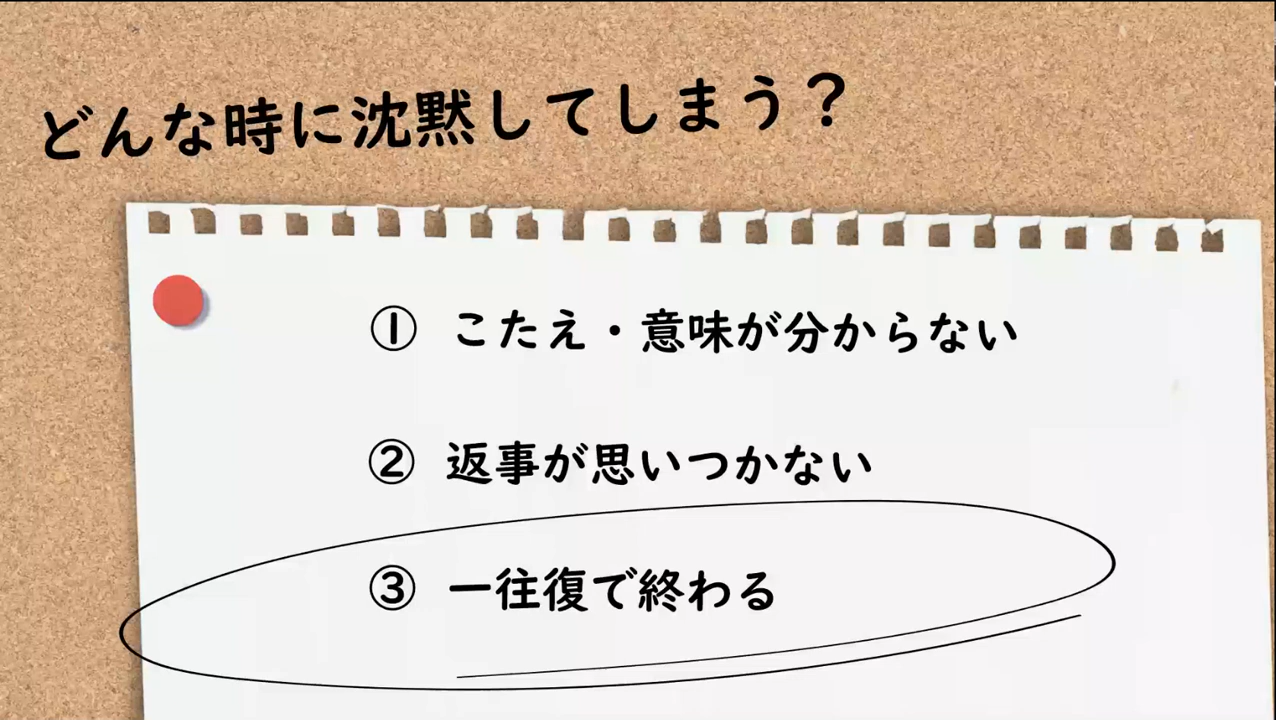 どんな時に沈黙してしまう？
① こたえ・意味が分からない
② 返事が思いつかない
③ 一往復で終わる